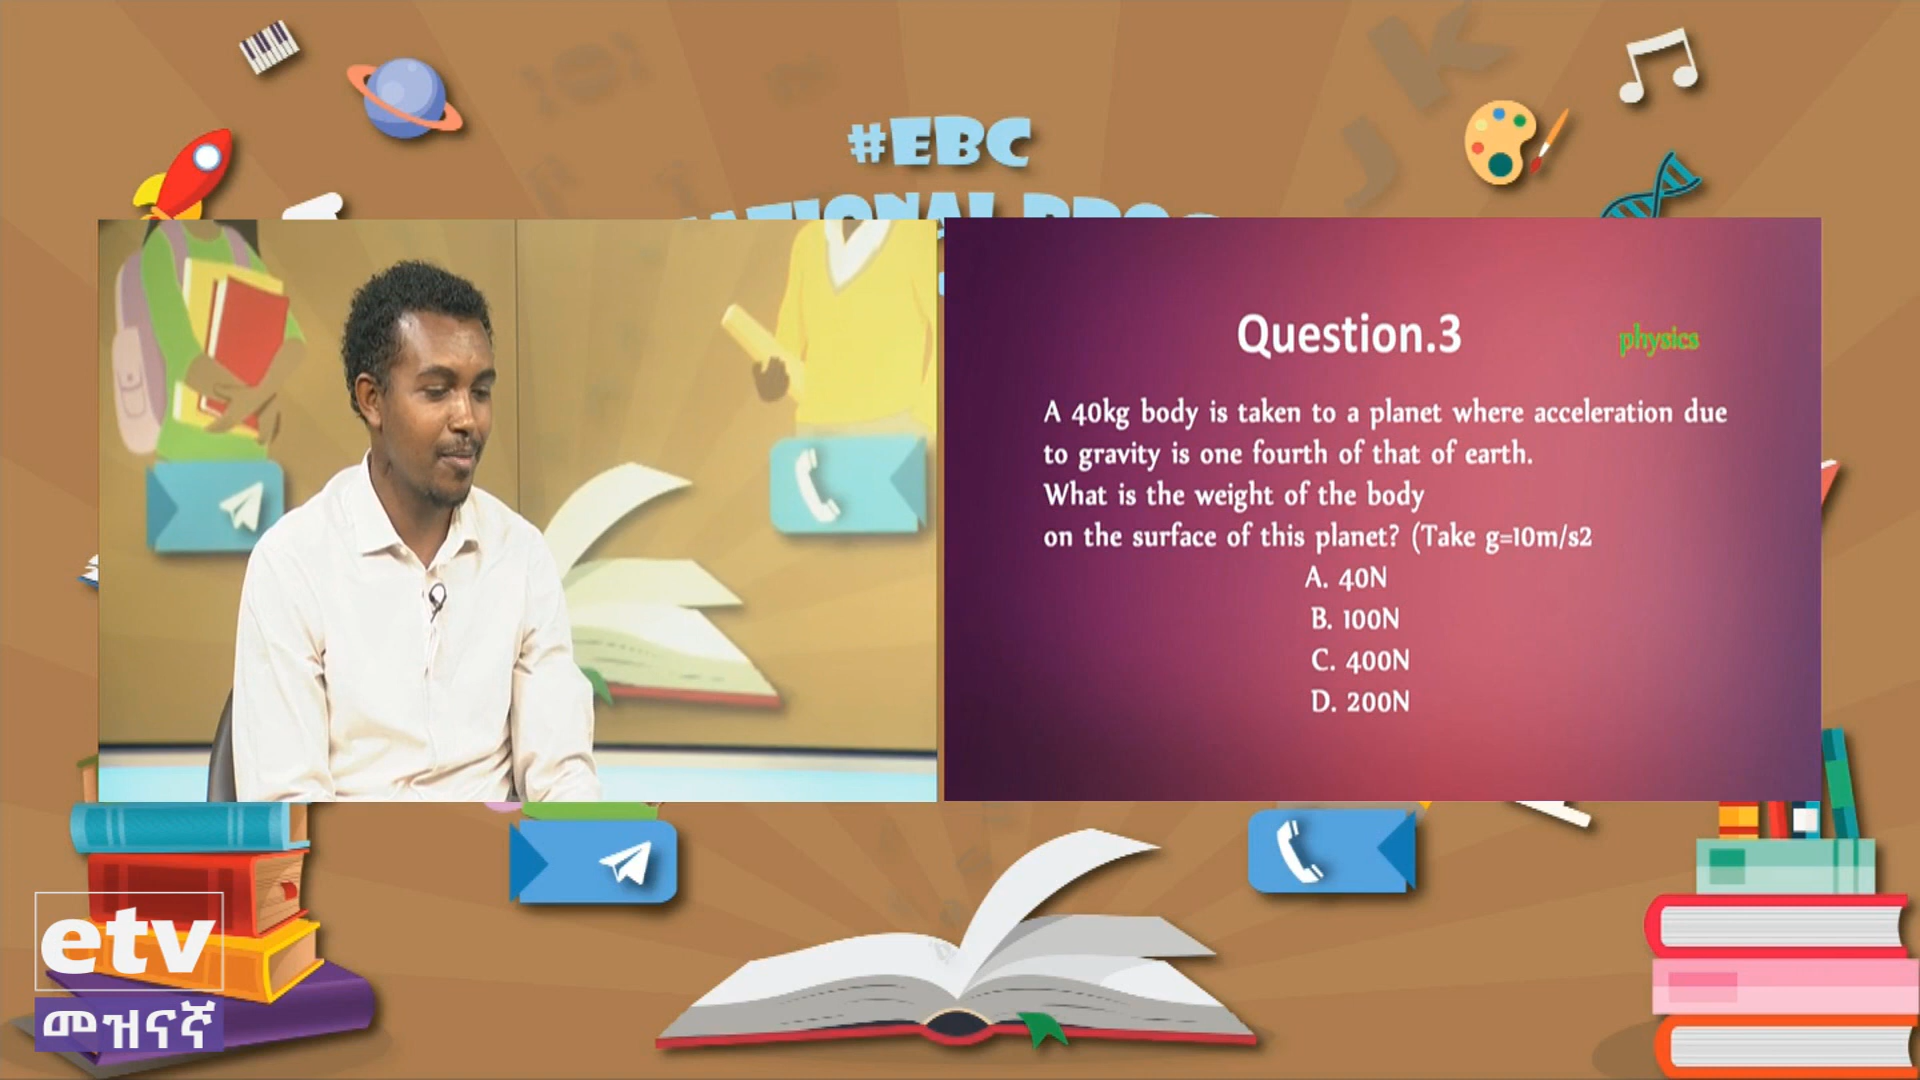 #EBC
Question.3
physics
A 40kg body is taken to a planet where acceleration due
to gravity is one fourth of that of earth.
What is the weight of the body
on the surface of this planet? (Take g=10m/s2
A. 40N
B. 100N
C. 400N
D. 200N
etv
መዝናኛ